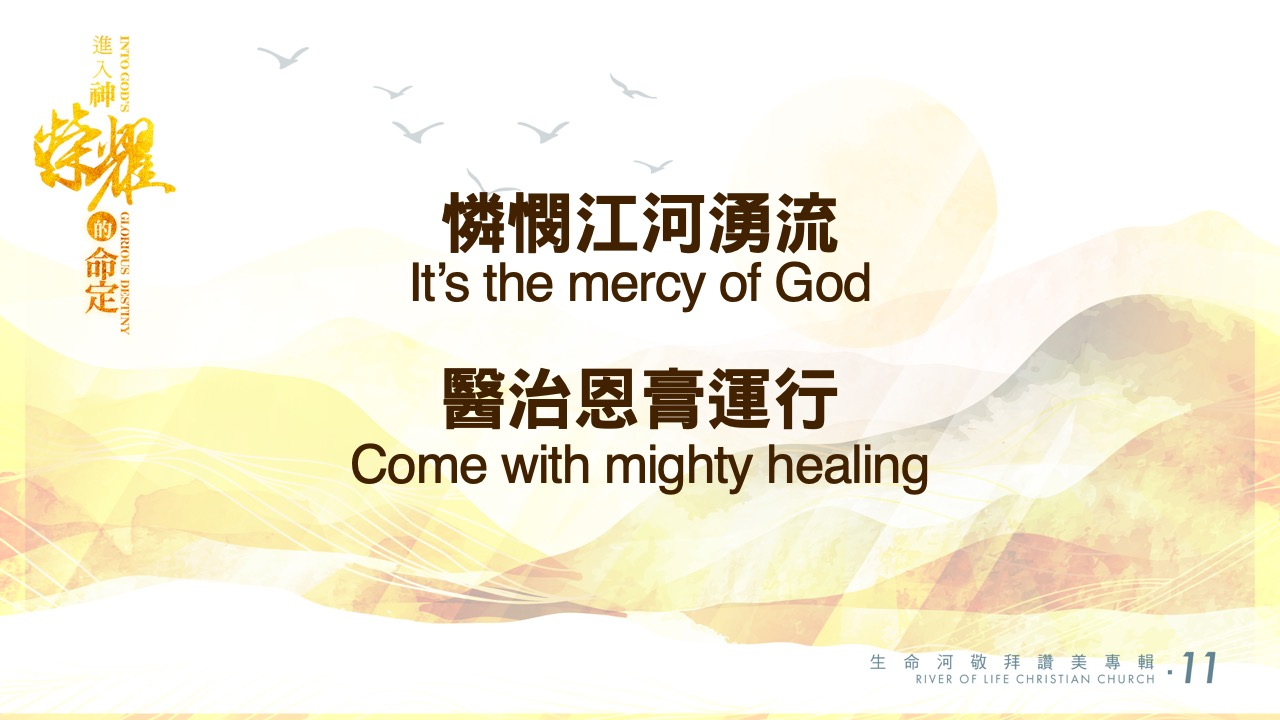 進入神
榮耀
的
命定
INTO GOD'S
GLORIOUS DESTINY
憐憫江河湧流
It’s the mercy of God
醫治恩膏運行
Come with mighty healing
生命河敬拜讚美專輯
RIVER OF LIFE CHRISTIAN CHURCH
·11